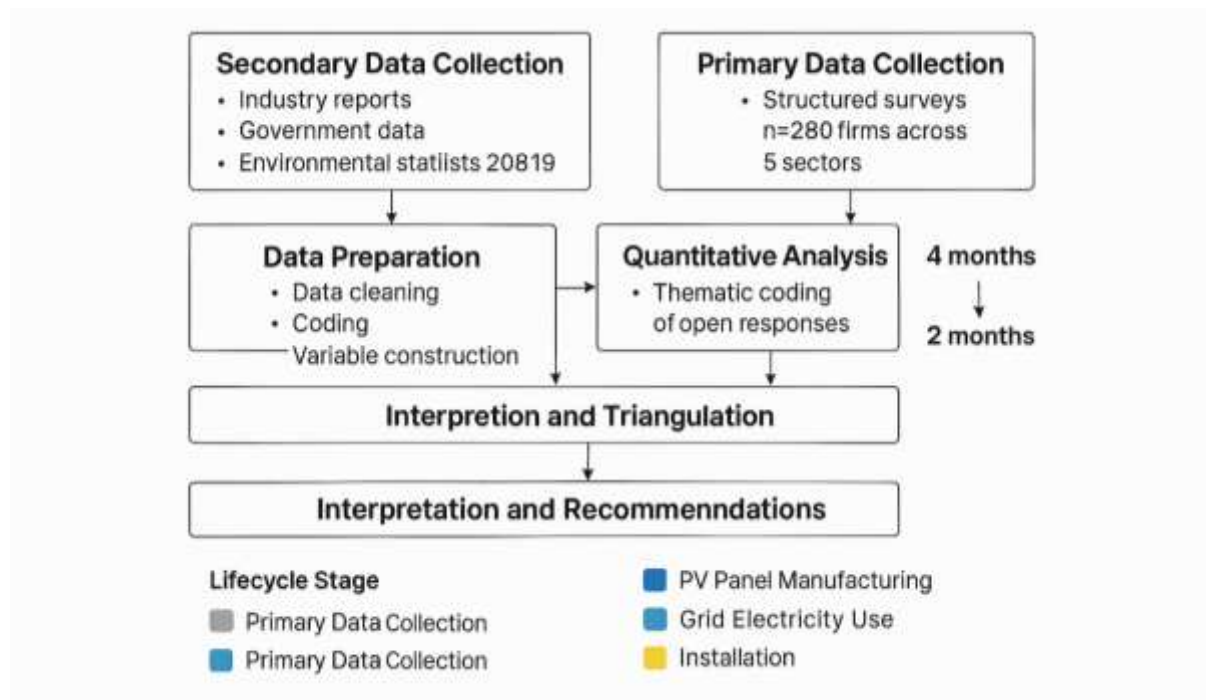 Secondary Data Collection
• Industry reports
• Government data
• Environmental statliists 20819
Primary Data Collection
• Structured surveys
n=280 firms across
5 sectors
Data Preparation
• Data cleaning
• Coding
Variable construction
Quantitative Analysis
• Thematic coding
of open responses
4 months
2 months
Interpretion and Triangulation
Interpretation and Recommenndations
Lifecycle Stage
Primary Data Collection
Primary Data Collection
PV Panel Manufacturing
Grid Electricity Use
Installation